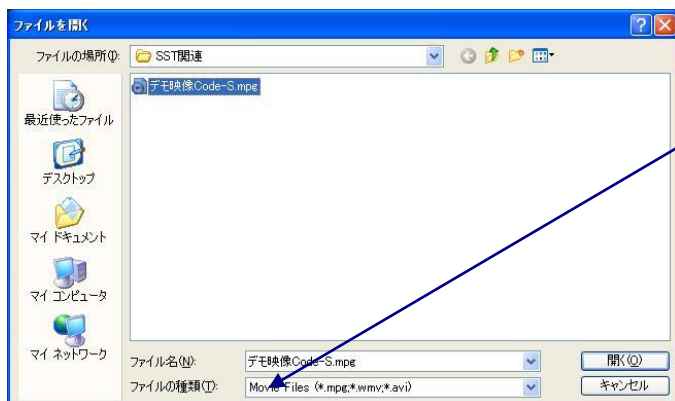 ファイルを開く
ファイルの場所(I):
SST関連
デモ映像Code-S.mpg
最近使ったファイル
デスクトップ
マイ ドキュメント
マイ コンピュータ
マイ ネットワーク
ファイル名(N):
デモ映像Code-S.mpg
開く(O)
ファイルの種類(T):
Movie Files (*.mpg;*.wmv;*.avi)
キャンセル